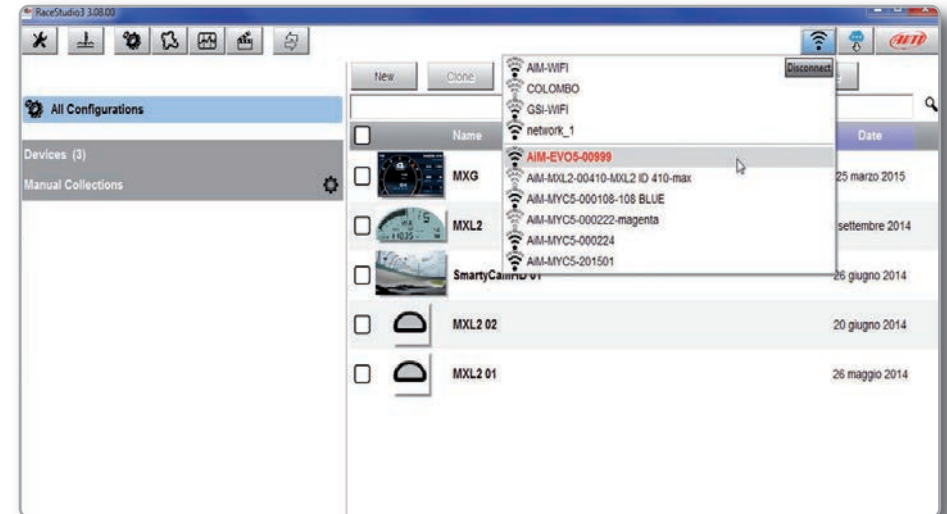 RaceStudio3 3.08.00
AiM
New
Clone
AiM-WIFI
Disconnect
COLOMBO
GSI-WIFI
network_1
AiM-EVO5-00999
AiM-MXL2-00410-MXL2 ID 410-max
AiM-MYC5-000108-108 BLUE
AiM-MYC5-000222-magenta
AiM-MYC5-000224
AiM-MYC5-201501
All Configurations
Devices (3)
Manual Collections
Name
Date
MXG
25 marzo 2015
MXL2
settembre 2014
26 giugno 2014
MXL2 02
20 giugno 2014
MXL2 01
26 maggio 2014